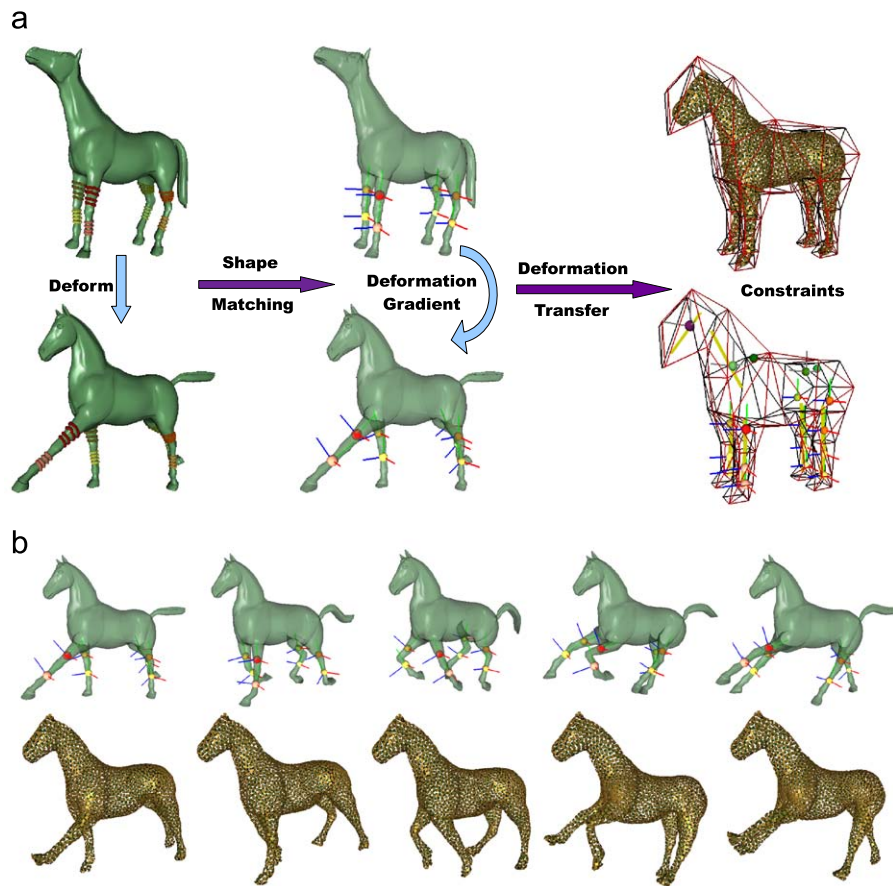 a
Deform
Shape
Matching
Deformation
Gradient
Deformation
Transfer
Constraints
b